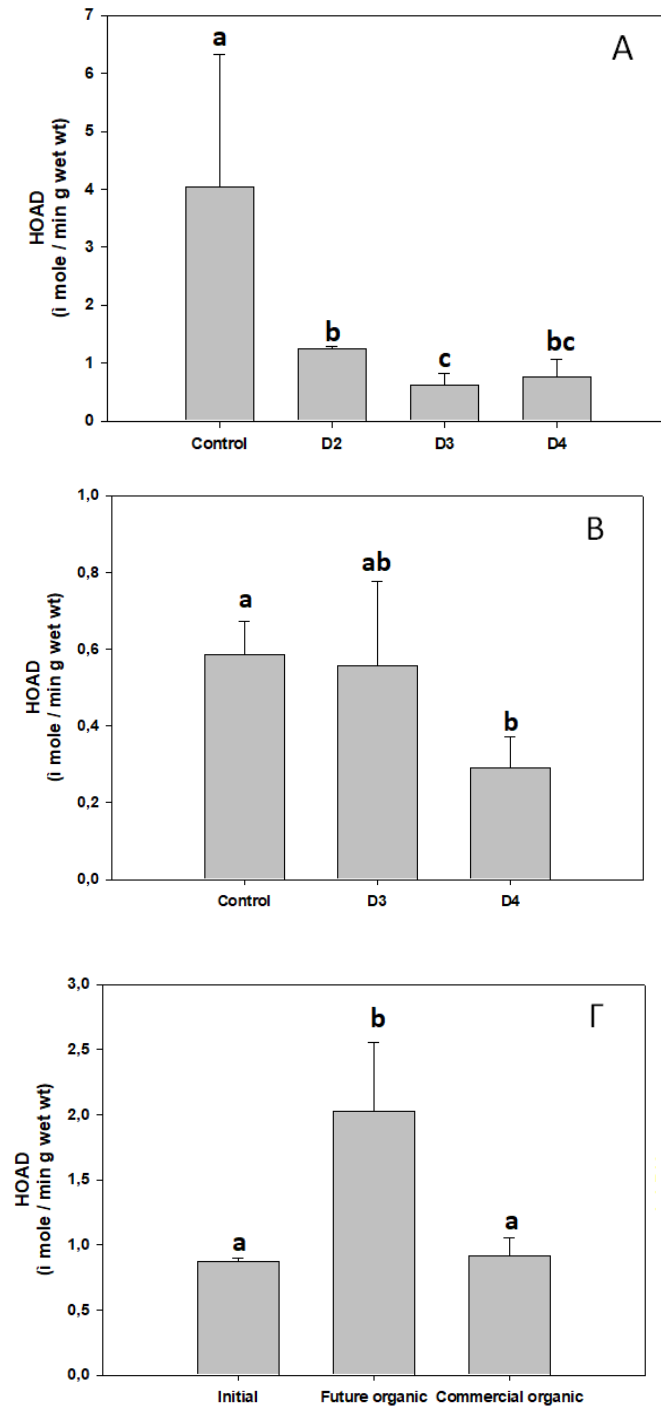 7
6
5
4
3
2
1
0
HOAD
(i mole / min g wet wt)
A
a
b
c
bc
Control D2 D3 D4
1,0
0,8
0,6
0,4
0,2
0,0
HOAD
(i mole / min g wet wt)
B
a
ab
b
Control D3 D4
3,0
2,5
2,0
1,5
1,0
0,5
0,0
HOAD
(i mole / min g wet wt)
Γ
a
b
a
Initial Future organic Commercial organic